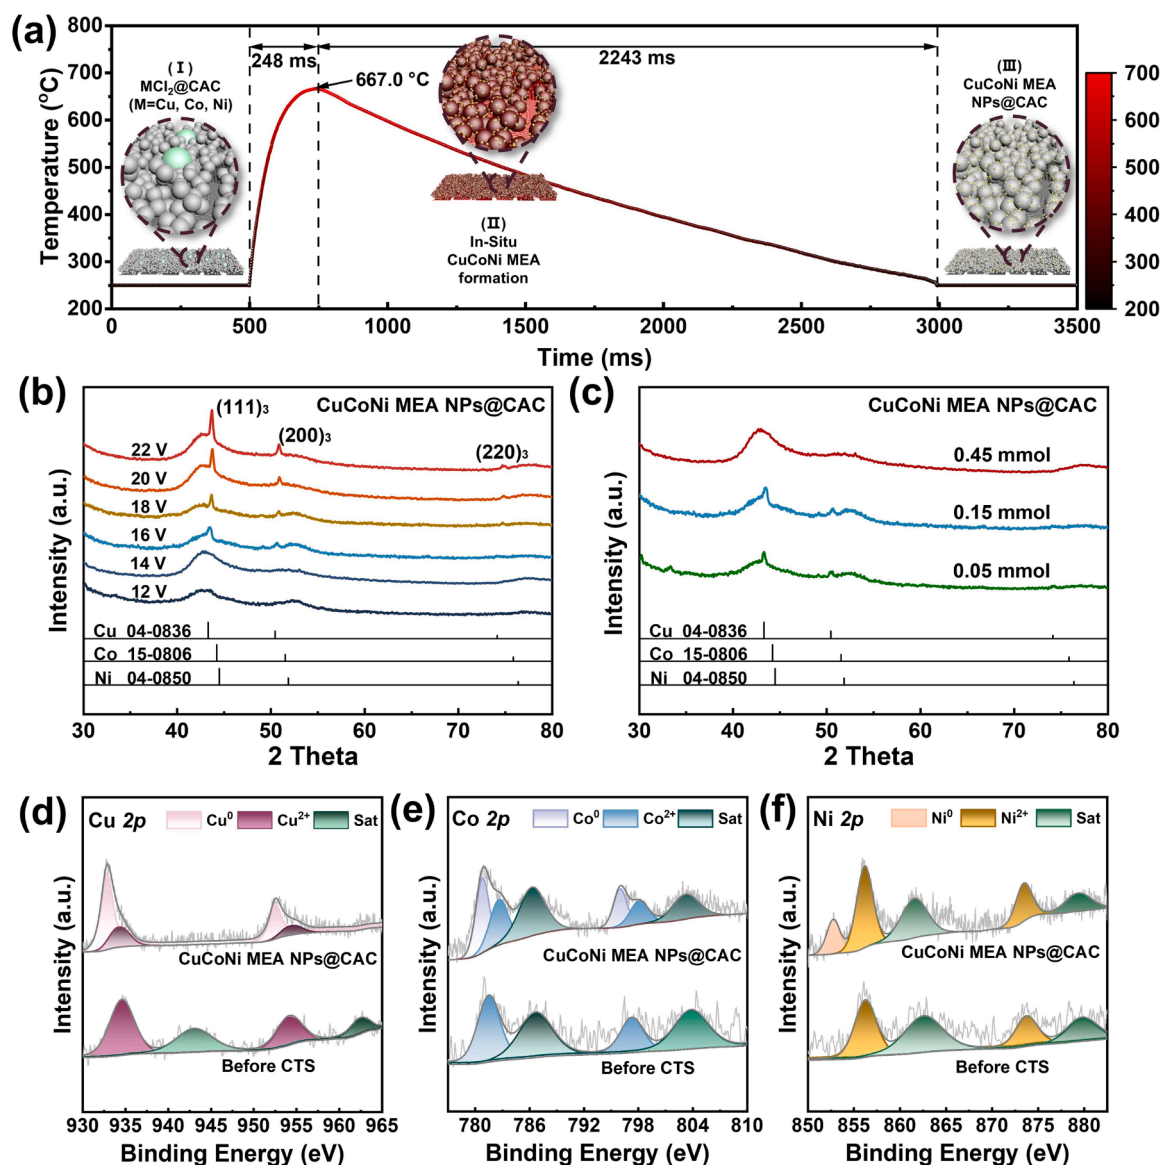 (a)
Temperature (°C)
800
700
600
500
400
300
200
248 ms
2243 ms
667.0 °C
(Ⅰ)
MCl₂@CAC
(M=Cu, Co, Ni)
(Ⅱ)
In-Situ
CuCoNi MEA
formation
(Ⅲ)
CuCoNi MEA
NPs@CAC
700
600
500
400
300
200
0 500 1000 1500 2000 2500 3000 3500
Time (ms)
(b)
Intensity (a.u.)
CuCoNi MEA NPs@CAC
(111)₃
(200)₃
(220)₃
22 V
20 V
18 V
16 V
14 V
12 V
Cu 04-0836
Co 15-0806
Ni 04-0850
30 40 50 60 70 80
2 Theta
(c)
Intensity (a.u.)
CuCoNi MEA NPs@CAC
0.45 mmol
0.15 mmol
0.05 mmol
Cu 04-0836
Co 15-0806
Ni 04-0850
30 40 50 60 70 80
2 Theta
(d)
Intensity (a.u.)
Cu 2p
Cu⁰ Cu²⁺ Sat
CuCoNi MEA NPs@CAC
Before CTS
930 935 940 945 950 955 960 965
Binding Energy (eV)
(e)
Intensity (a.u.)
Co 2p
Co⁰ Co²⁺ Sat
CuCoNi MEA NPs@CAC
Before CTS
780 786 792 798 804 810
Binding Energy (eV)
(f)
Intensity (a.u.)
Ni 2p
Ni⁰ Ni²⁺ Sat
CuCoNi MEA NPs@CAC
Before CTS
850 855 860 865 870 875 880
Binding Energy (eV)